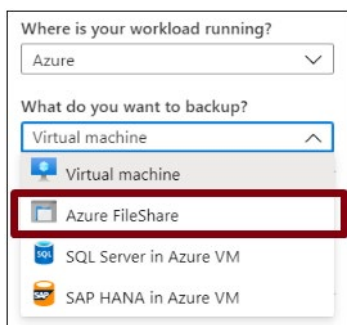 Where is your workload running?
Azure
What do you want to backup?
Virtual machine
Virtual machine
Azure FileShare
SQL SQL Server in Azure VM
SAP SAP HANA in Azure VM